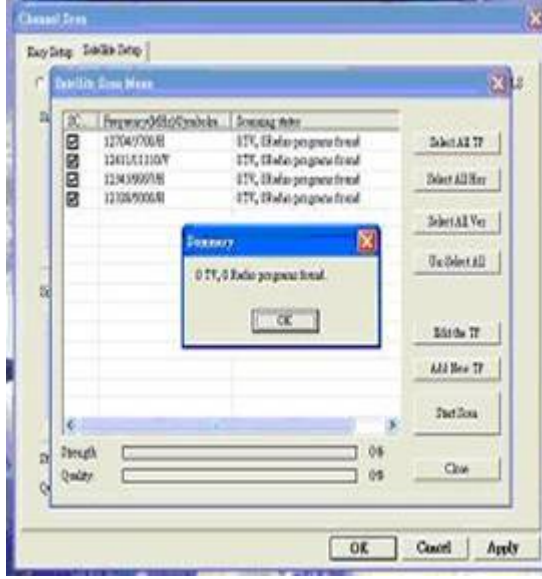 Channel Scan
Easy Setup Satellite Setup
Satellite Scan Menu
SC... Frequency(MHz)/Symbolra Scanning status
0 TV, 0 Radio programs found
0 TV, 0 Radio programs found
0 TV, 0 Radio programs found
0 TV, 0 Radio programs found
Select All TP
Select All Hor
Select All Ver
Un-Select All
Edit the TP
Add New TP
Start Scan
Close
Summary
0 TV, 0 Radio programs found.
OK
Strength 0%
Quality 0%
OK Cancel Apply